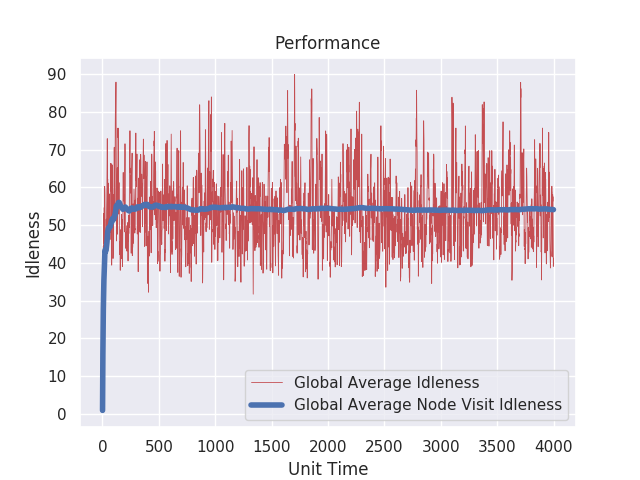 Performance
90
80
70
60
50
40
30
20
10
0
Idleness
Global Average Idleness
Global Average Node Visit Idleness
0 500 1000 1500 2000 2500 3000 3500 4000
Unit Time